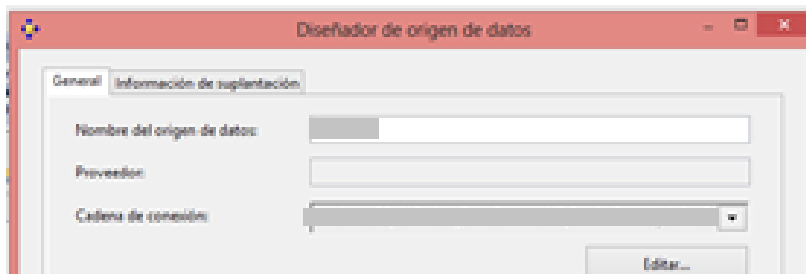 Diseñador de origen de datos
General Información de suplantación
Nombre del origen de datos:
Proveedor:
Cadena de conexión:
Editar...